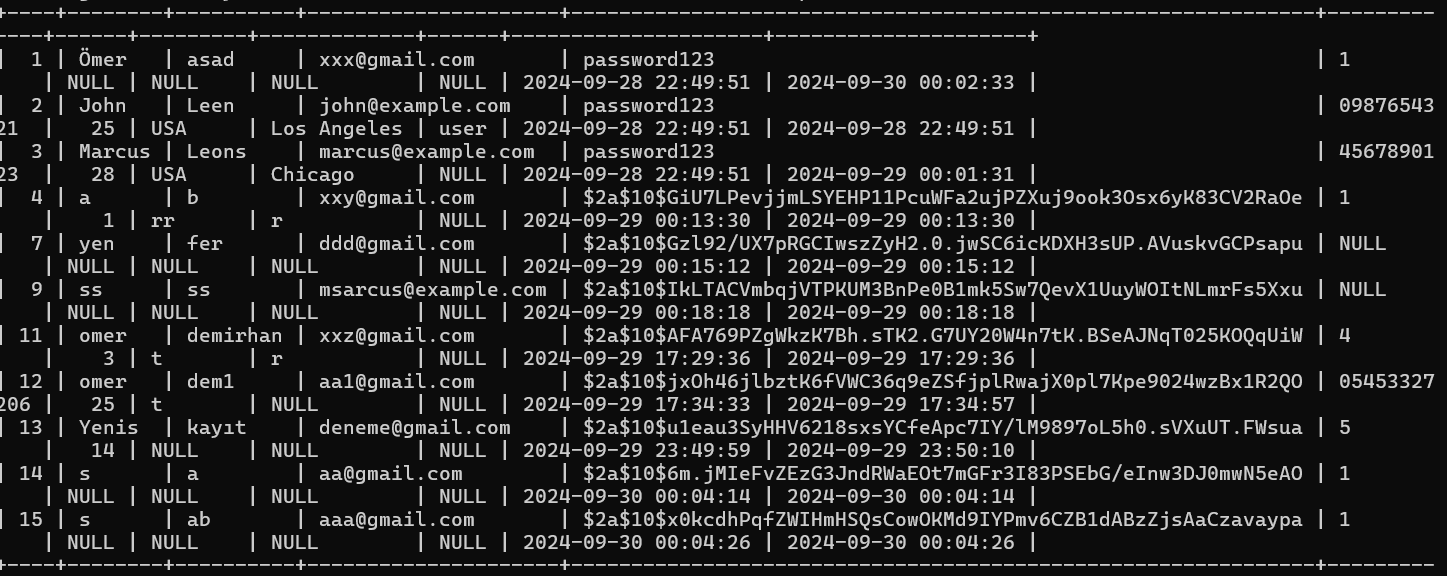 +----+--------+----------+---------------------+--------------------------------------------------------------+---------
----+------+---------+-------------+------+---------------------+---------------------+
|  1 | Ömer   | asad     | xxx@gmail.com       | password123                                                  | 1
    | NULL | NULL    | NULL        | NULL | 2024-09-28 22:49:51 | 2024-09-30 00:02:33 |
|  2 | John   | Leen     | john@example.com    | password123                                                  | 09876543
21  |   25 | USA     | Los Angeles | user | 2024-09-28 22:49:51 | 2024-09-28 22:49:51 |
|  3 | Marcus | Leons    | marcus@example.com  | password123                                                  | 45678901
23  |   28 | USA     | Chicago     | NULL | 2024-09-28 22:49:51 | 2024-09-29 00:01:31 |
|  4 | a      | b        | xxy@gmail.com       | $2a$10$GiU7LPevjjmLSYEHP11PcuWFa2ujPZXuj9ook3Osx6yK83CV2RaOe | 1
    |    1 | rr      | r           | NULL | 2024-09-29 00:13:30 | 2024-09-29 00:13:30 |
|  7 | yen    | fer      | ddd@gmail.com       | $2a$10$Gzl92/UX7pRGCIwszZyH2.0.jwSC6icKDXH3sUP.AVuskvGCPsapu | NULL
    | NULL | NULL    | NULL        | NULL | 2024-09-29 00:15:12 | 2024-09-29 00:15:12 |
|  9 | ss     | ss       | msarcus@example.com | $2a$10$IkLTACVmbqjVTPKUM3BnPe0B1mk5Sw7QevX1UuyWOItNLmrFs5Xxu | NULL
    | NULL | NULL    | NULL        | NULL | 2024-09-29 00:18:18 | 2024-09-29 00:18:18 |
| 11 | omer   | demirhan | xxz@gmail.com       | $2a$10$AFA769PZgWkzK7Bh.sTK2.G7UY20W4n7tK.BSeAJNqT025KOQqUiW | 4
    |    3 | t       | r           | NULL | 2024-09-29 17:29:36 | 2024-09-29 17:29:36 |
| 12 | omer   | dem1     | aa1@gmail.com       | $2a$10$jxOh46jlbztK6fVWC36q9eZSfjplRwajX0pl7Kpe9024wzBx1R2QO | 05453327
206 |   25 | t       | NULL        | NULL | 2024-09-29 17:34:33 | 2024-09-29 17:34:57 |
| 13 | Yenis  | kayıt    | deneme@gmail.com    | $2a$10$u1eau3SyHHV6218sxsYCfeApc7IY/lM9897oL5h0.sVXuUT.FWsua | 5
    |   14 | NULL    | NULL        | NULL | 2024-09-29 23:49:59 | 2024-09-29 23:50:10 |
| 14 | s      | a        | aa@gmail.com        | $2a$10$6m.jMIeFvZEzG3JndRWaEOt7mGFr3I83PSEbG/eInw3DJ0mwN5eAO | 1
    | NULL | NULL    | NULL        | NULL | 2024-09-30 00:04:14 | 2024-09-30 00:04:14 |
| 15 | s      | ab       | aaa@gmail.com       | $2a$10$x0kcdhPqfZWIHmHSQsCowOKMd9IYPmv6CZB1dABzZjsAaCzavaypa | 1
    | NULL | NULL    | NULL        | NULL | 2024-09-30 00:04:26 | 2024-09-30 00:04:26 |
+----+--------+----------+---------------------+--------------------------------------------------------------+---------